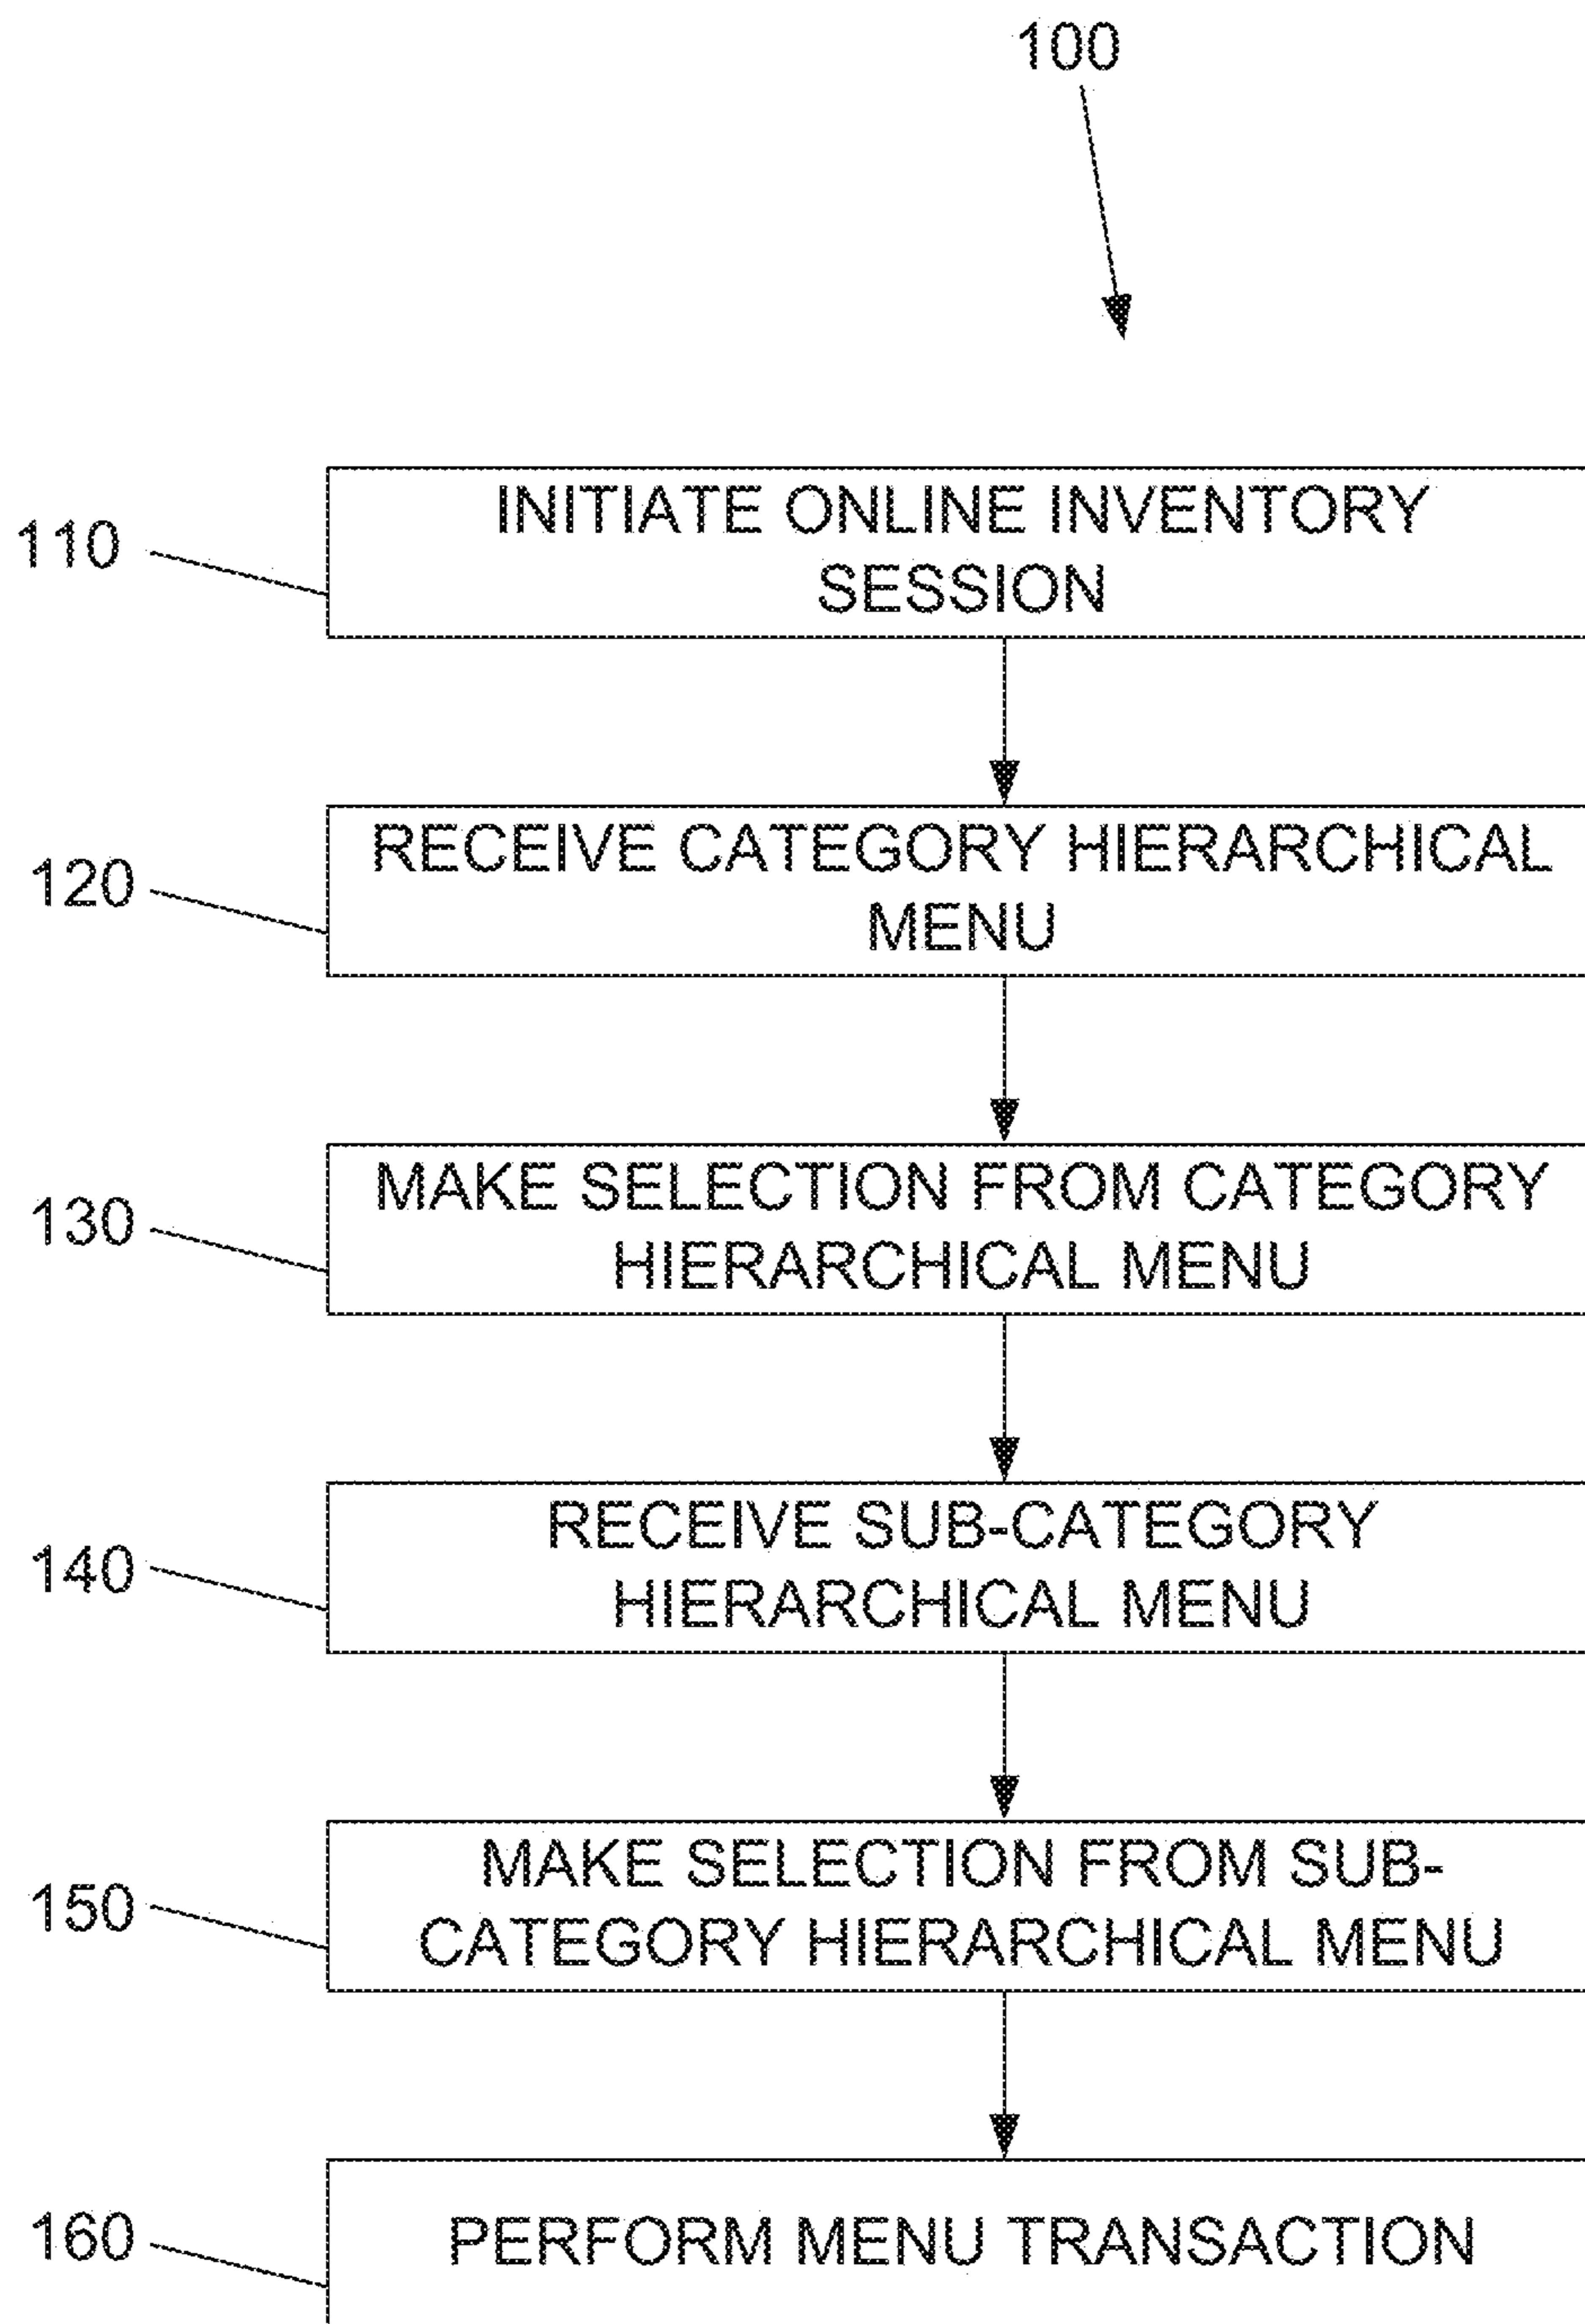 100
110
INITIATE ONLINE INVENTORY
SESSION
120
RECEIVE CATEGORY HIERARCHICAL
MENU
130
MAKE SELECTION FROM CATEGORY
HIERARCHICAL MENU
140
RECEIVE SUB-CATEGORY
HIERARCHICAL MENU
150
MAKE SELECTION FROM SUB-
CATEGORY HIERARCHICAL MENU
160
PERFORM MENU TRANSACTION